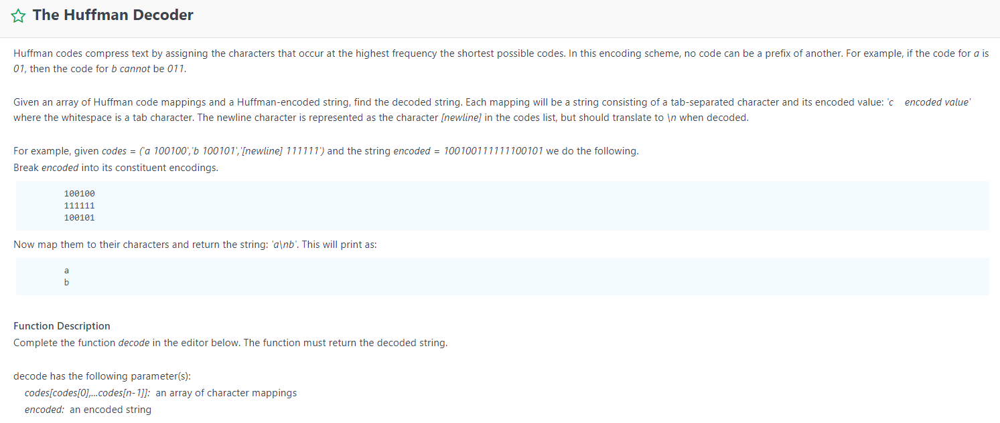 The Huffman Decoder
Huffman codes compress text by assigning the characters that occur at the highest frequency the shortest possible codes. In this encoding scheme, no code can be a prefix of another. For example, if the code for a is
01, then the code for b cannot be 011.
Given an array of Huffman code mappings and a Huffman-encoded string, find the decoded string. Each mapping will be a string consisting of a tab-separated character and its encoded value: 'c    encoded value'
where the whitespace is a tab character. The newline character is represented as the character [newline] in the codes list, but should translate to \n when decoded.
For example, given codes = ('a 100100','b 100101','[newline] 111111') and the string encoded = 100100111111100101 we do the following.
Break encoded into its constituent encodings.
100100
111111
100101
Now map them to their characters and return the string: 'a\nb'. This will print as:
a
b
Function Description
Complete the function decode in the editor below. The function must return the decoded string.
decode has the following parameter(s):
codes[codes[0],...codes[n-1]]:  an array of character mappings
encoded:  an encoded string